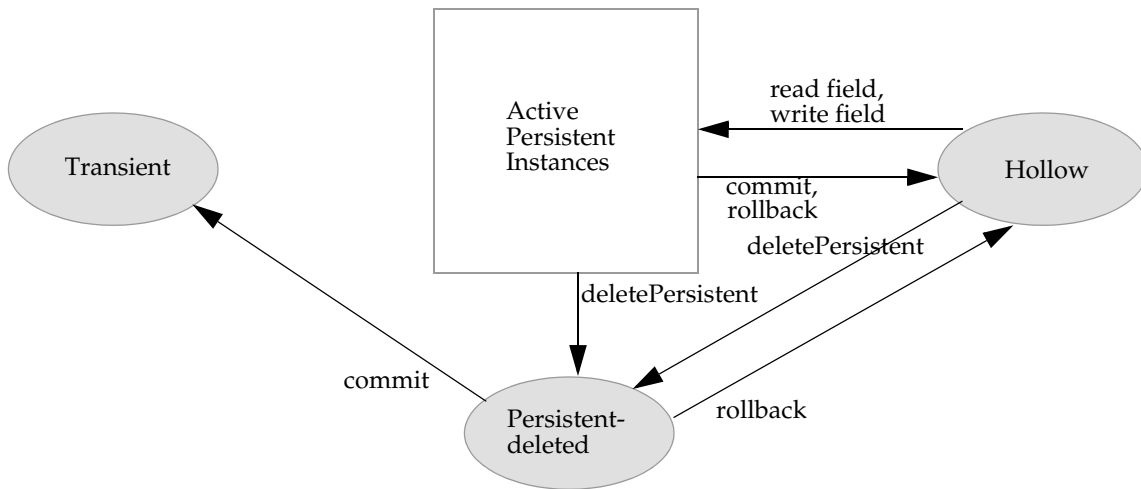 read field,
write field
Active
Persistent
Instances
Transient
Hollow
commit,
rollback
deletePersistent
deletePersistent
commit
rollback
Persistent-
deleted